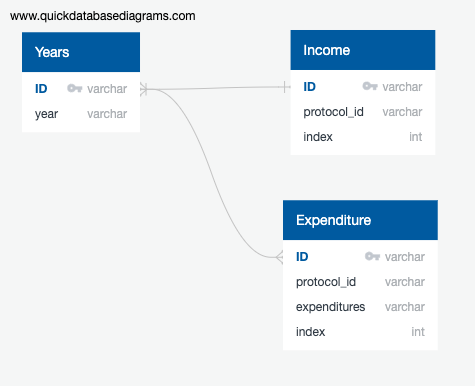 www.quickdatabasediagrams.com
Years
ID varchar
year varchar
Income
ID varchar
protocol_id varchar
index int
Expenditure
ID varchar
protocol_id varchar
expenditures varchar
index int